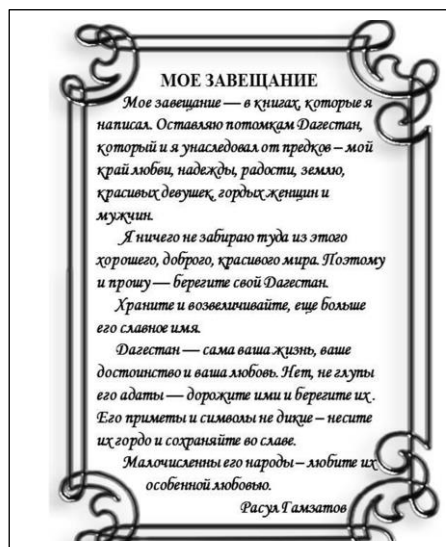 МОЕ ЗАВЕЩАНИЕ
Мое завещание — в книгах, которые я
написал. Оставляю потомкам Дагестан,
который и я унаследовал от предков – мой
край любви, надежды, радости, землю,
красивых девушек, гордых женщин и
мужчин.
Я ничего не забираю туда из этого
хорошего, доброго, красивого мира. Поэтому
и прошу — берегите свой Дагестан.
Храните и возвеличивайте, еще больше
его славное имя.
Дагестан — сама ваша жизнь, ваше
достоинство и ваша любовь. Нет, не глупы
его адаты — дорожите ими и берегите их .
Его приметы и символы не дикие – несите
их гордо и сохраняйте во славе.
Малочисленны его народы – любите их
особенной любовью.
Расул Гамзатов